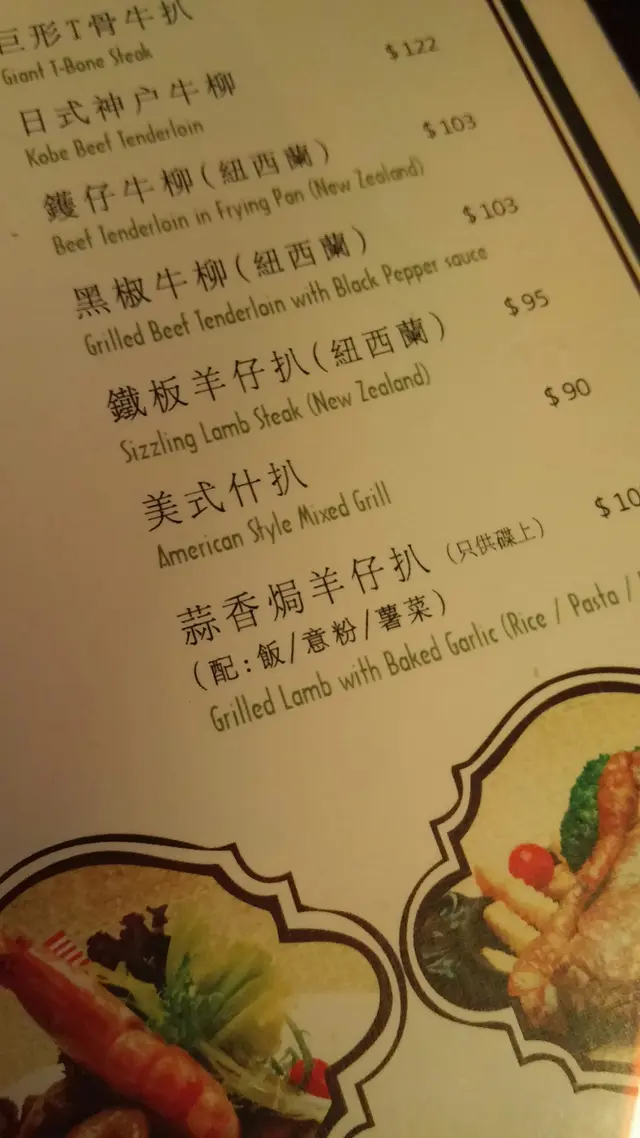 巨形T骨牛扒
Giant T-Bone Steak
日式神户牛柳 $122
Kobe Beef Tenderloin
鑊仔牛柳(紐西蘭) $103
Beef Tenderloin in Frying Pan (New Zealand)
黑椒牛柳(紐西蘭) $103
Grilled Beef Tenderloin with Black Pepper sauce
鐵板羊仔扒(紐西蘭) $95
Sizzling Lamb Steak (New Zealand)
美式什扒 $90
American Style Mixed Grill
蒜香焗羊仔扒 (只供碟上) $10
(配:飯/意粉/薯菜)
Grilled Lamb with Baked Garlic (Rice / Pasta /